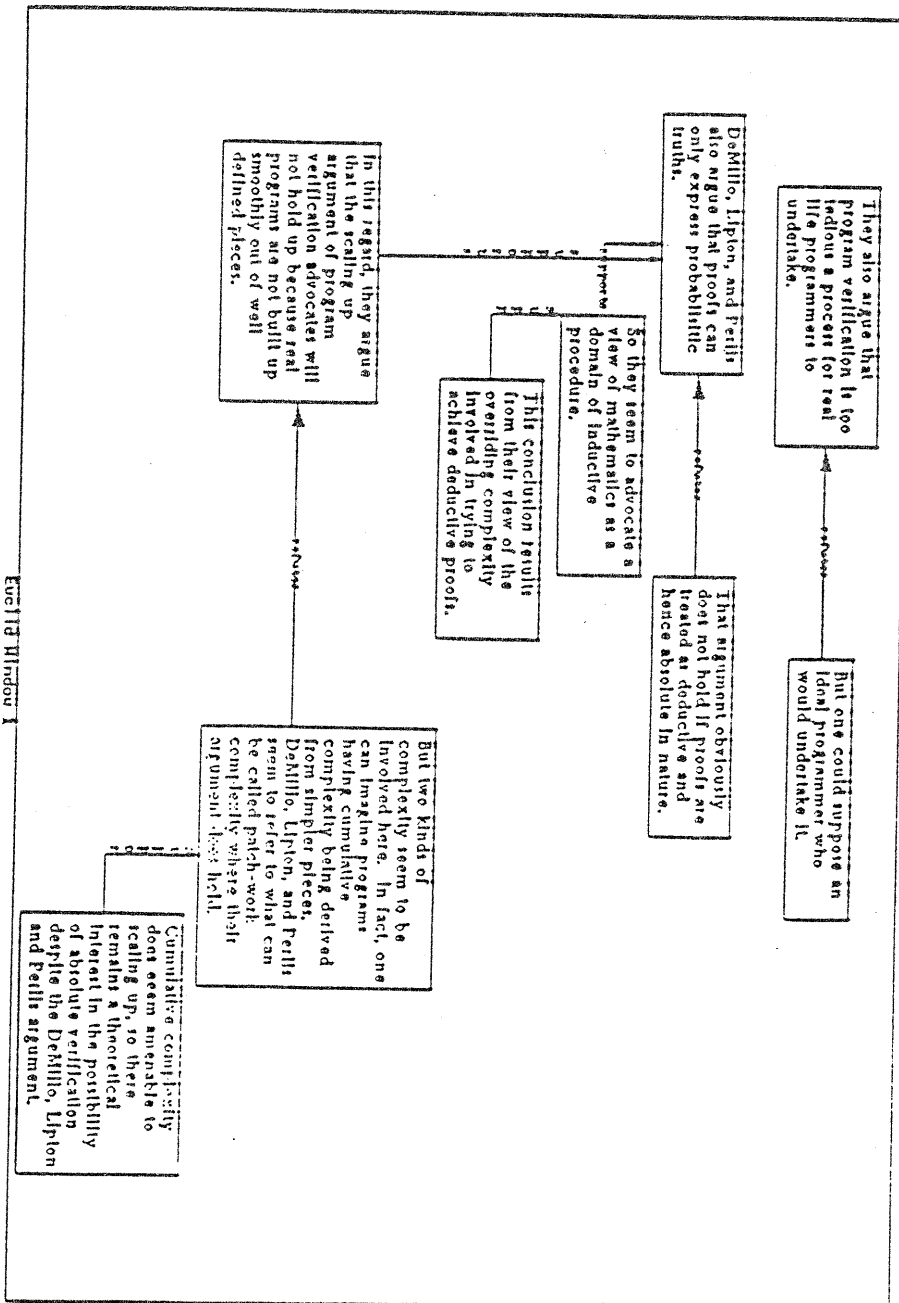 They also argue that
program verification is too
tedious a process for real
life programmers to
undertake.
But one could suppose an
ideal programmer who
would undertake it.
refutes
DeMillo, Lipton, and Perlis
also argue that proofs can
only express probabilistic
truths.
That argument obviously
does not hold if proofs are
treated as deductive and
hence absolute in nature.
refutes
supports
So they seem to advocate a
view of mathematics as a
domain of inductive
procedure.
This conclusion results
from their view of the
overriding complexity
involved in trying to
achieve deductive proofs.
In this regard, they argue
that the scaling up
argument of program
verification advocates will
not hold up because real
programs are not built up
smoothly out of well
defined pieces.
refutes
But two kinds of
complexity seem to be
involved here. In fact, one
can imagine programs
having cumulative
complexity being derived
from simpler pieces.
DeMillo, Lipton, and Perlis
seem to refer to what can
be called patch-work
complexity where their
argument does hold.
Cumulative complexity
does seem amenable to
scaling up, so there
remains a theoretical
interest in the possibility
of absolute verification
despite the DeMillo, Lipton
and Perlis argument.
Euclid Window 1